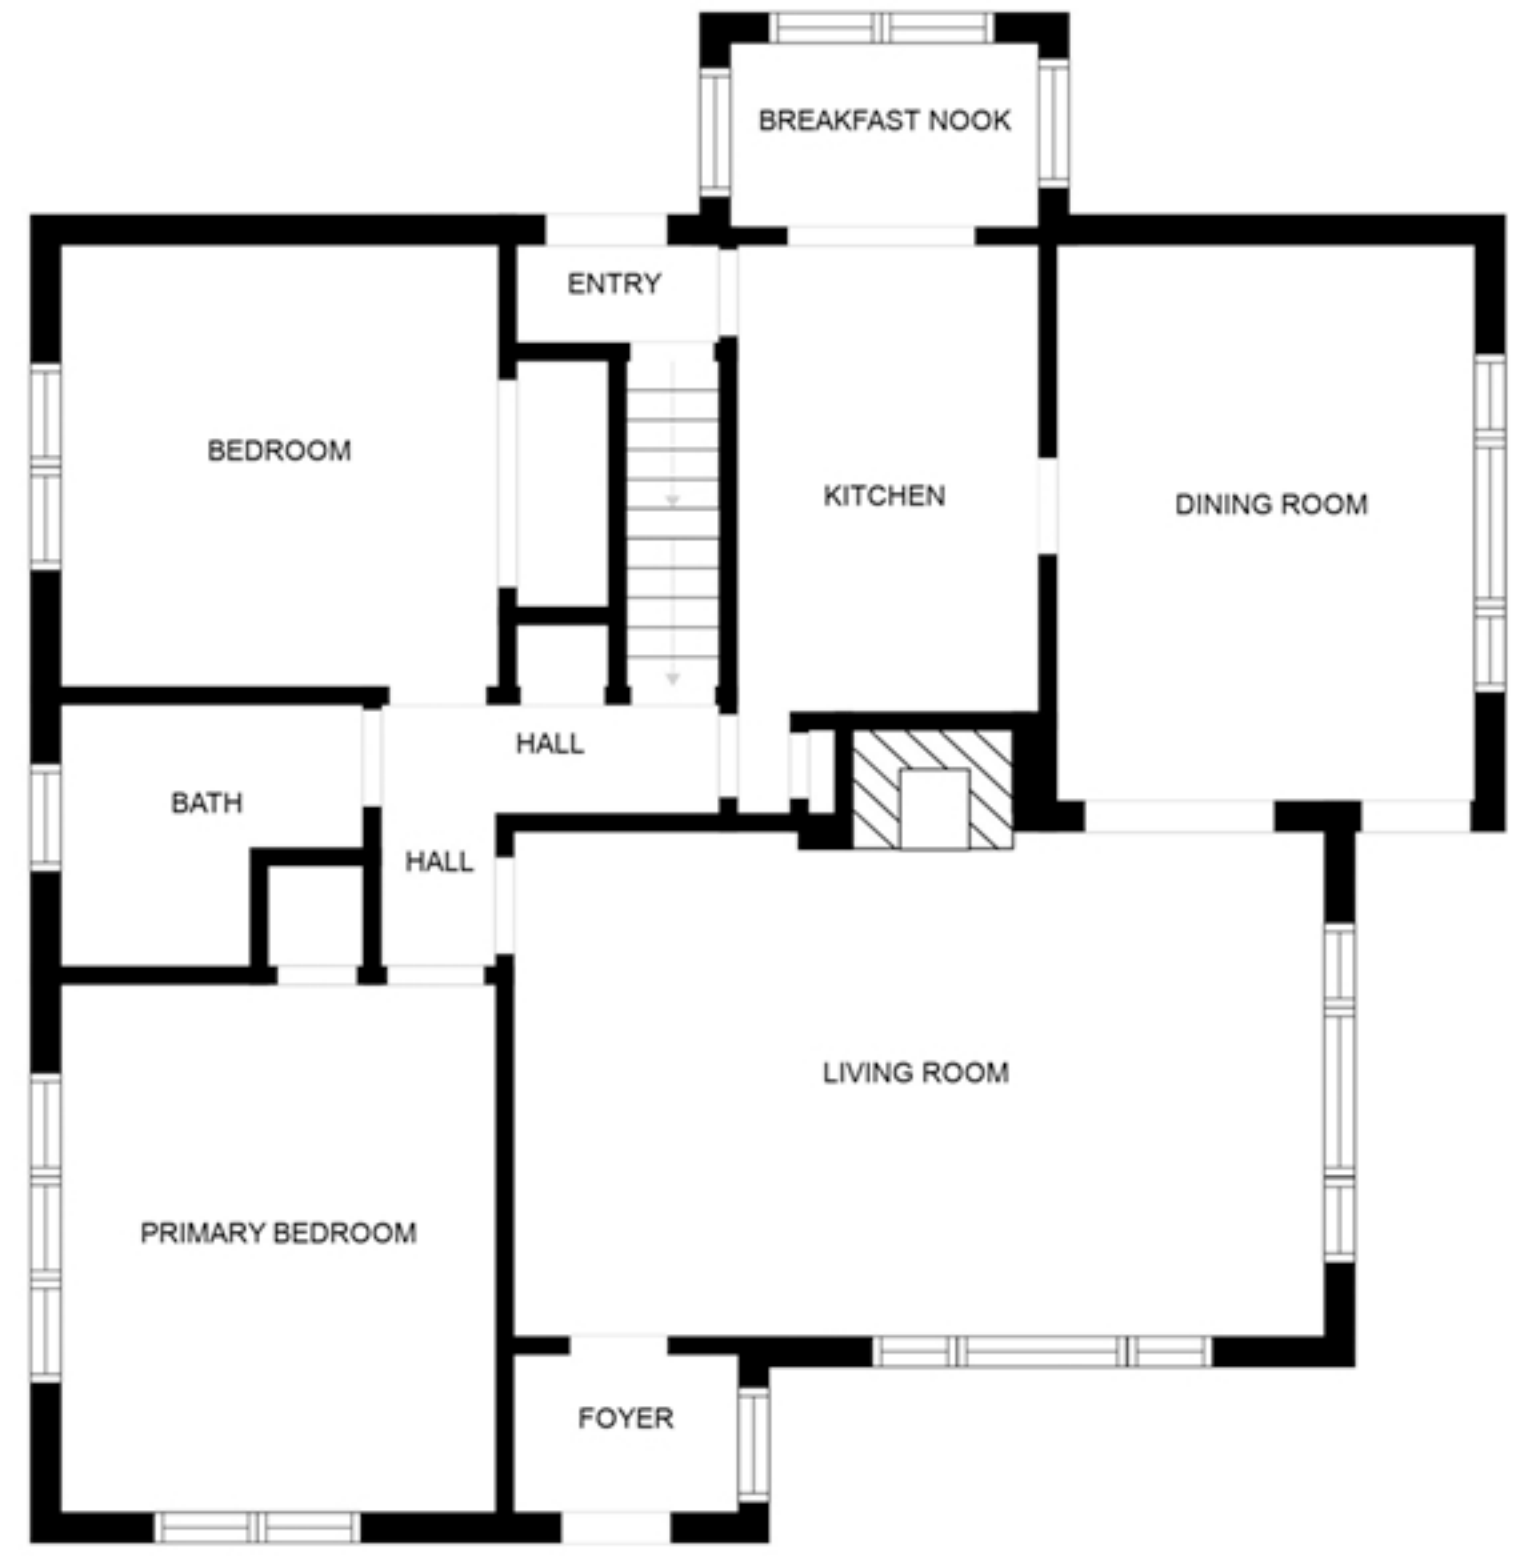 BREAKFAST NOOK
ENTRY
BEDROOM
KITCHEN
DINING ROOM
HALL
BATH
HALL
LIVING ROOM
PRIMARY BEDROOM
FOYER